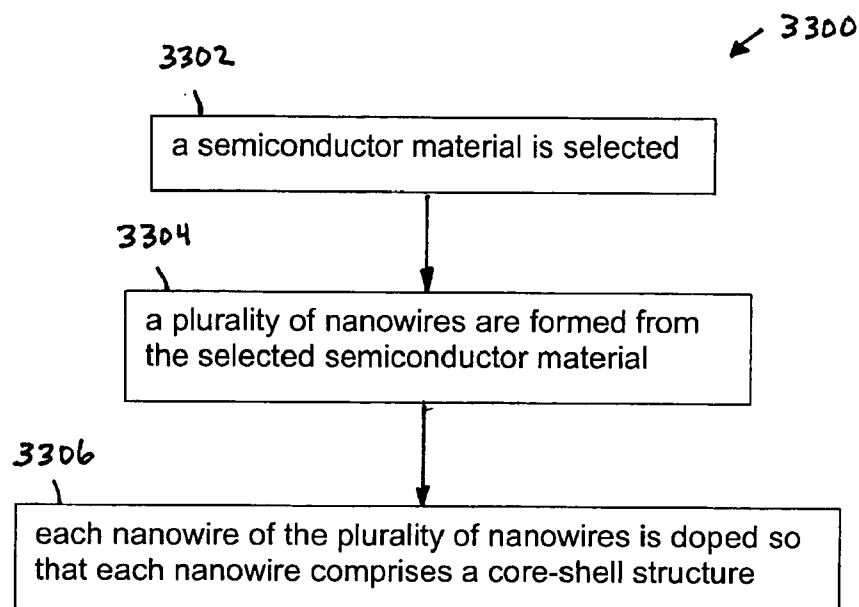 3300
3302
a semiconductor material is selected
3304
a plurality of nanowires are formed from
the selected semiconductor material
3306
each nanowire of the plurality of nanowires is doped so
that each nanowire comprises a core-shell structure